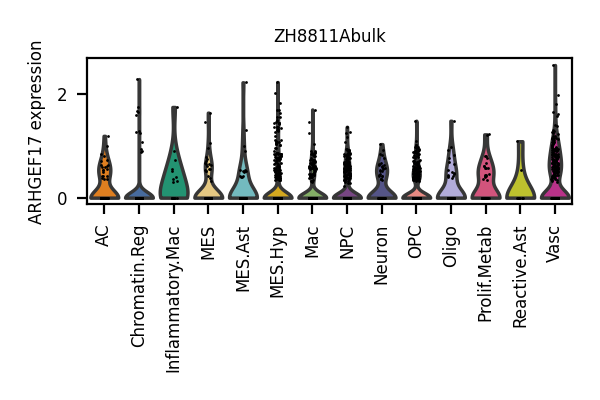 ZH8811Abulk
ARHGEF17 expression
2
0
AC
Chromatin.Reg
Inflammatory.Mac
MES
MES.Ast
MES.Hyp
Mac
NPC
Neuron
OPC
Oligo
Prolif.Metab
Reactive.Ast
Vasc